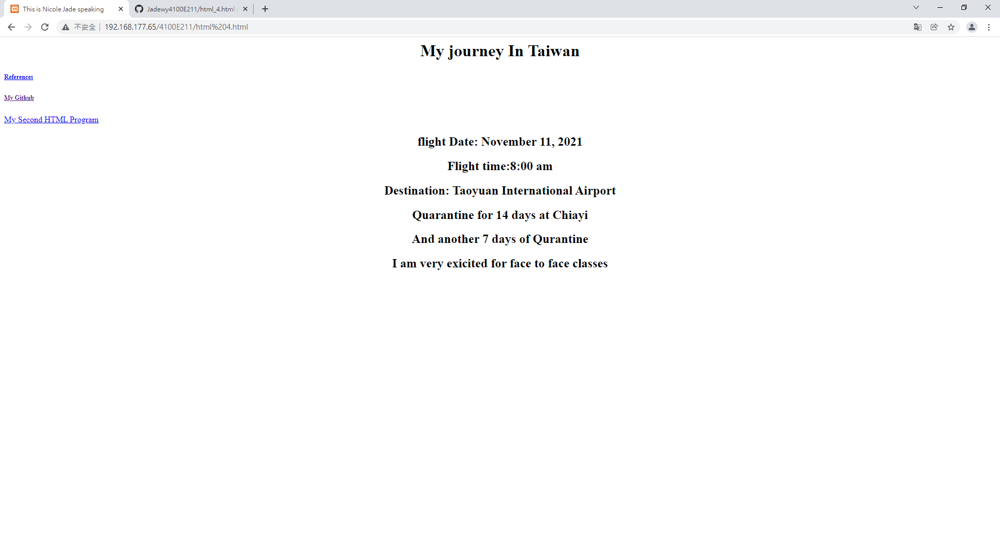 This is Nicole Jade speaking
Jadewy4100E211/html_4.html
不安全 192.168.177.65/4100E211/html%204.html
My journey In Taiwan
References
My Github
My Second HTML Program
flight Date: November 11, 2021
Flight time:8:00 am
Destination: Taoyuan International Airport
Quarantine for 14 days at Chiayi
And another 7 days of Qurantine
I am very exicited for face to face classes